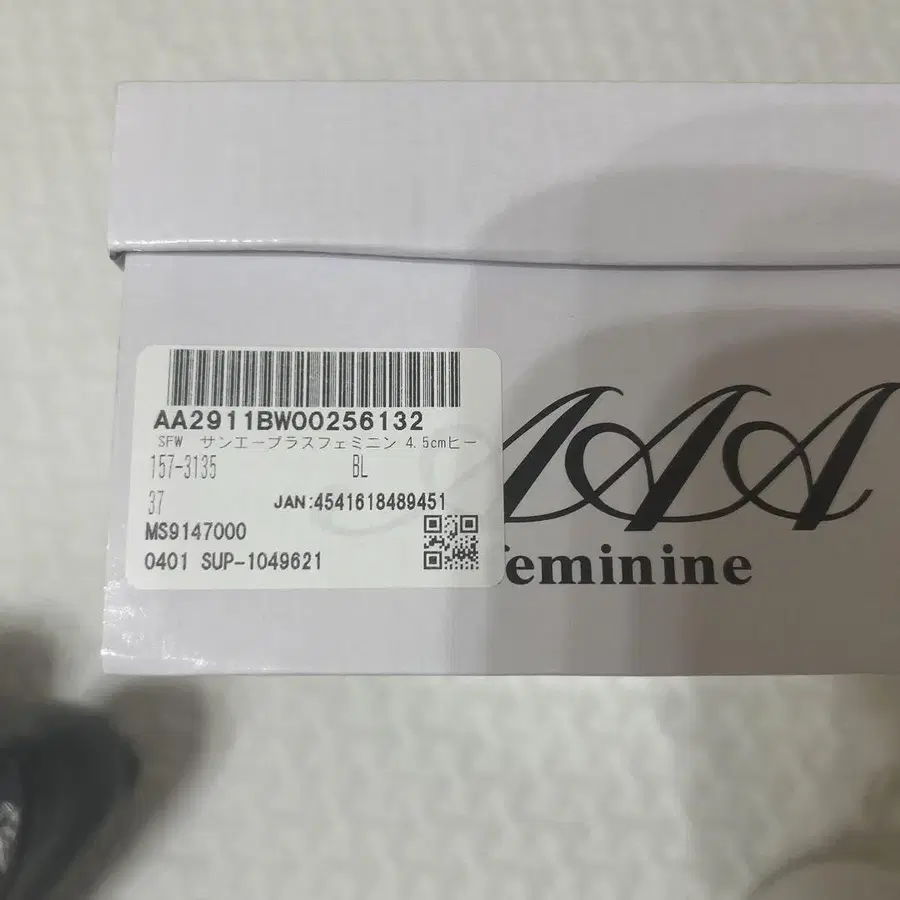 AA2911BW00256132
SFW サンエープラスフェミニン 4.5cmヒー
157-3135 BL
37 JAN:4541618489451
MS9147000
0401 SUP-1049621
AAA
feminine